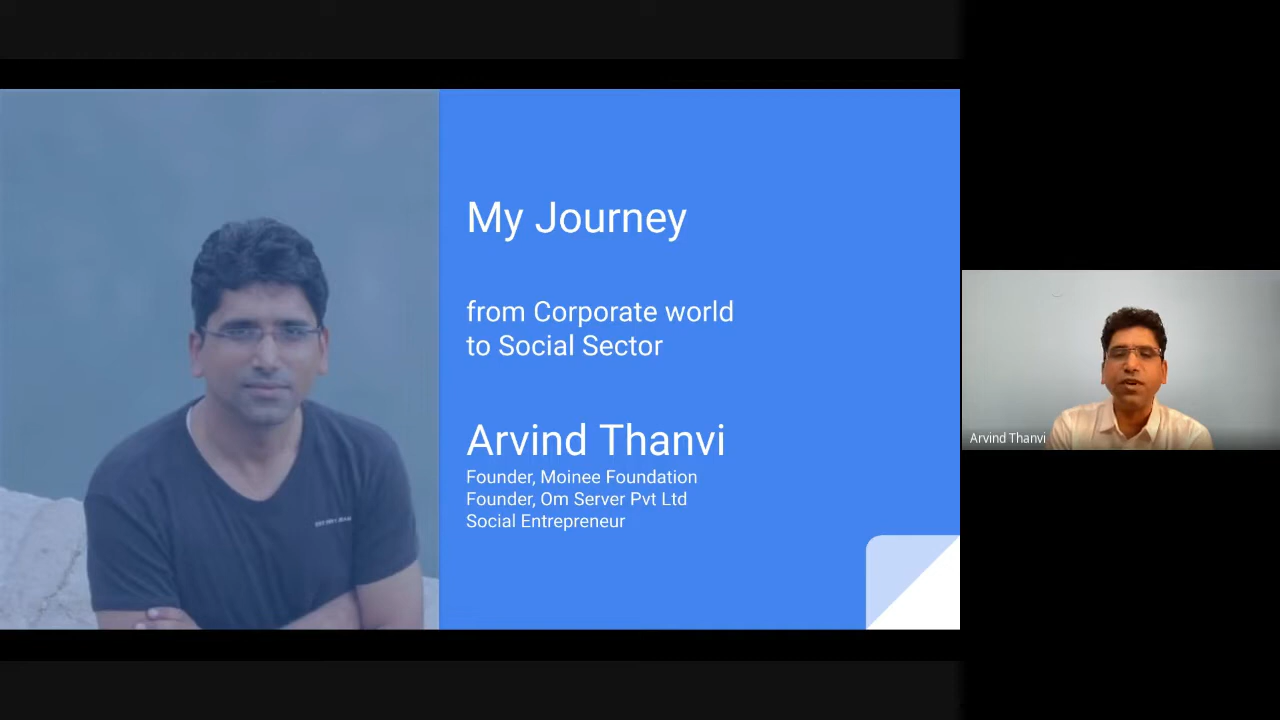 My Journey
from Corporate world
to Social Sector
Arvind Thanvi
Founder, Moinee Foundation
Founder, Om Server Pvt Ltd
Social Entrepreneur
Arvind Thanvi